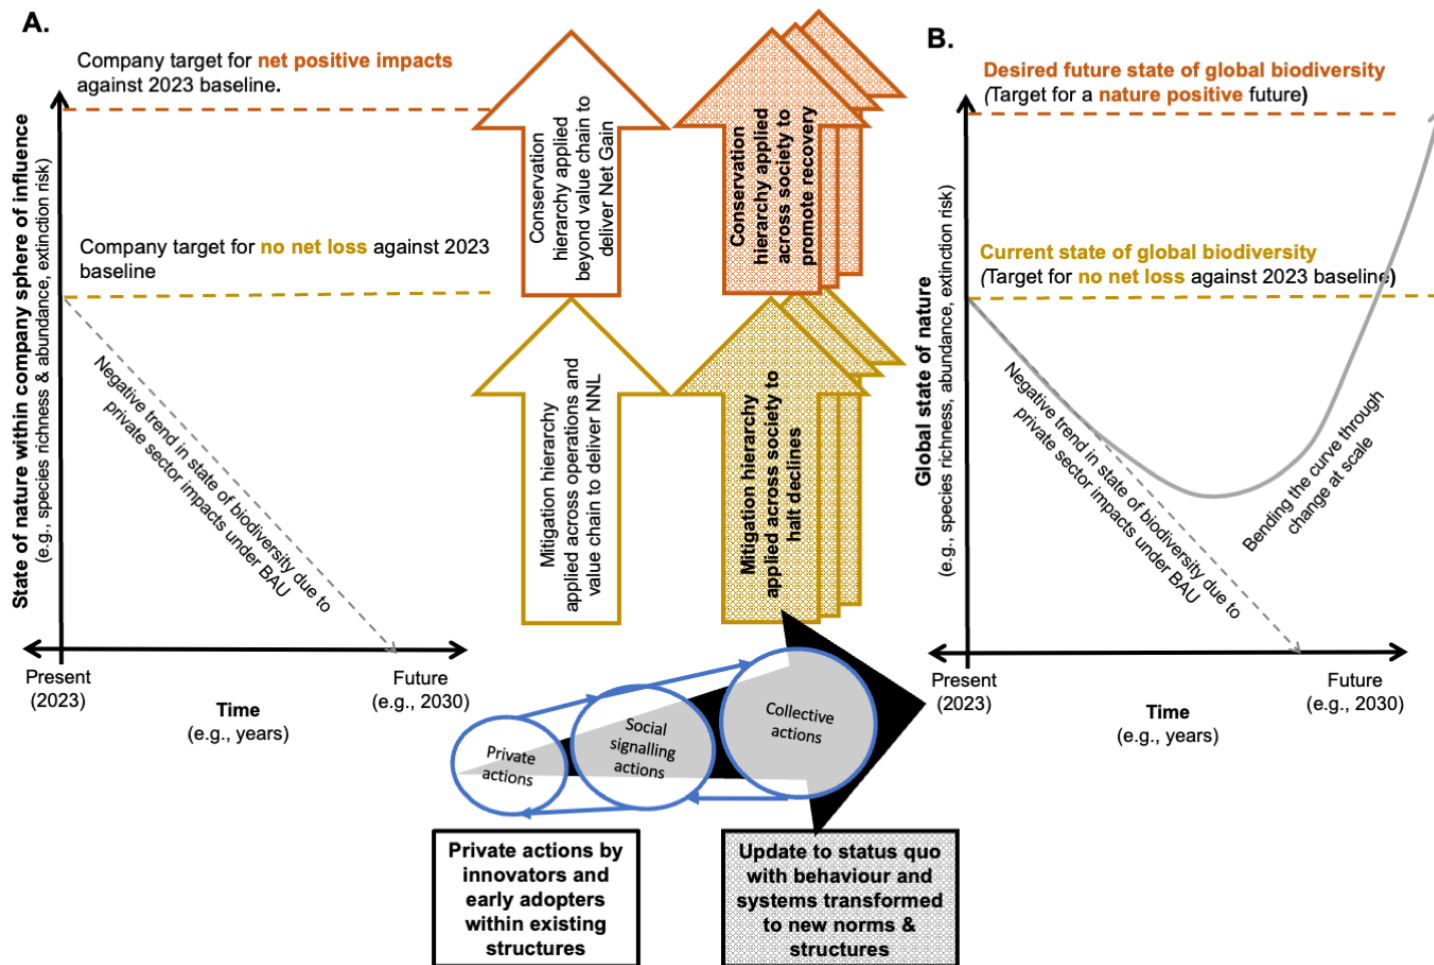 A.
Company target for net positive impacts
against 2023 baseline.
State of nature within company sphere of influence
(e.g., species richness & abundance, extinction risk)
Company target for no net loss against 2023
baseline
Negative trend in state of biodiversity due to
private sector impacts under BAU
Present
(2023)
Future
(e.g., 2030)
Time
(e.g., years)
Conservation
hierarchy applied
beyond value chain to
deliver Net Gain
Conservation
hierarchy applied
across society to
promote recovery
Mitigation hierarchy
applied across operations and
value chain to deliver NNL
Mitigation hierarchy
applied across society to
halt declines
Private
actions
Social
signalling
actions
Collective
actions
Private actions by
innovators and
early adopters
within existing
structures
Update to status quo
with behaviour and
systems transformed
to new norms &
structures
B.
Desired future state of global biodiversity
(Target for a nature positive future)
Global state of nature
(e.g., species richness, abundance, extinction risk)
Current state of global biodiversity
(Target for no net loss against 2023 baseline)
Negative trend in state of biodiversity due to
private sector impacts under BAU
Bending the curve through
change at scale
Present
(2023)
Future
(e.g., 2030)
Time
(e.g., years)